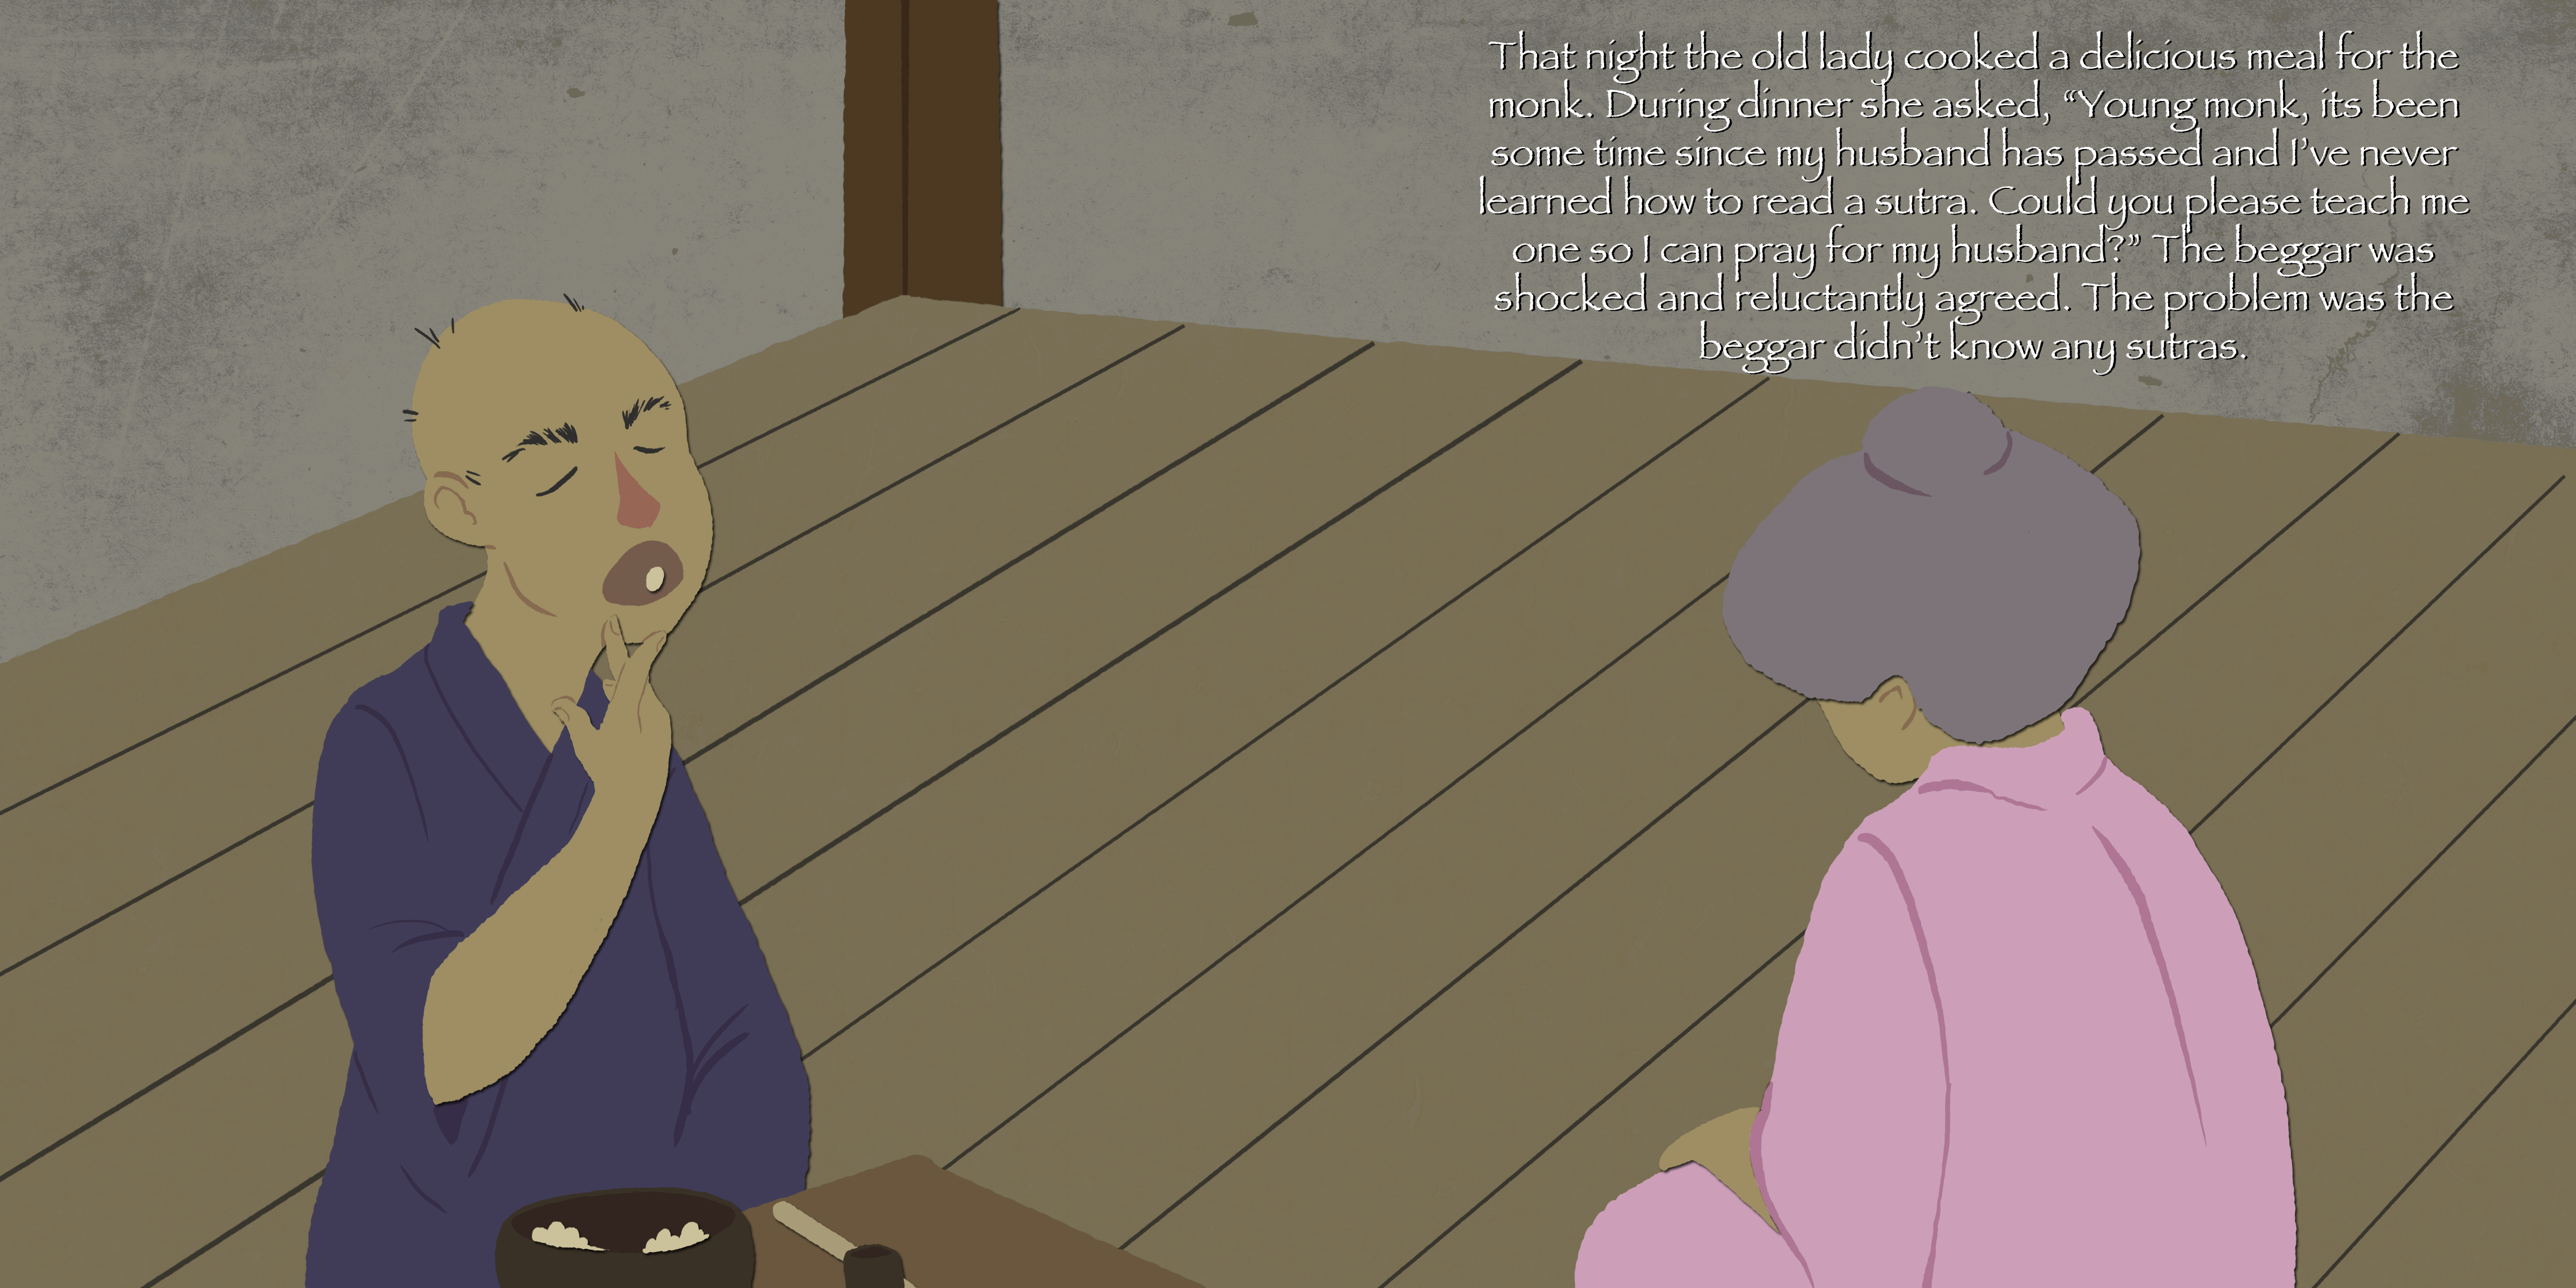 That night the old lady cooked a delicious meal for the
monk. During dinner she asked, “Young monk, its been
some time since my husband has passed and I’ve never
learned how to read a sutra. Could you please teach me
one so I can pray for my husband?” The beggar was
shocked and reluctantly agreed. The problem was the
beggar didn’t know any sutras.